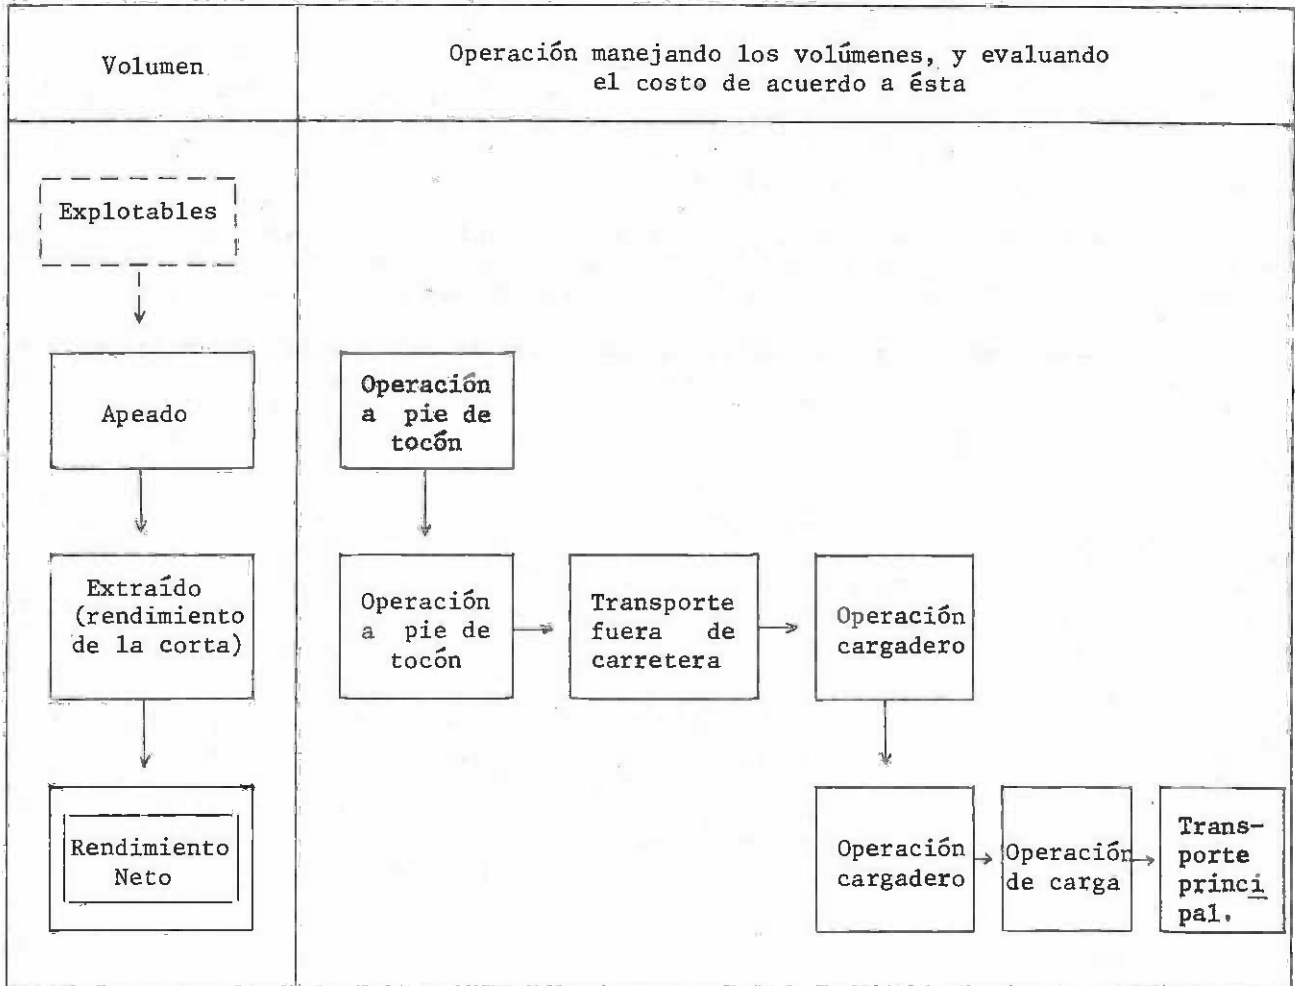 Volumen
Operación manejando los volúmenes, y evaluando
el costo de acuerdo a ésta
Explotables
Apeado
Operación
a pie de
tocón
Extraído
(rendimiento
de la corta)
Operación
a pie de
tocón
Transporte
fuera de
carretera
Operación
cargadero
Rendimiento
Neto
Operación
cargadero
Operación
de carga
Trans-
porte
princi
pal.